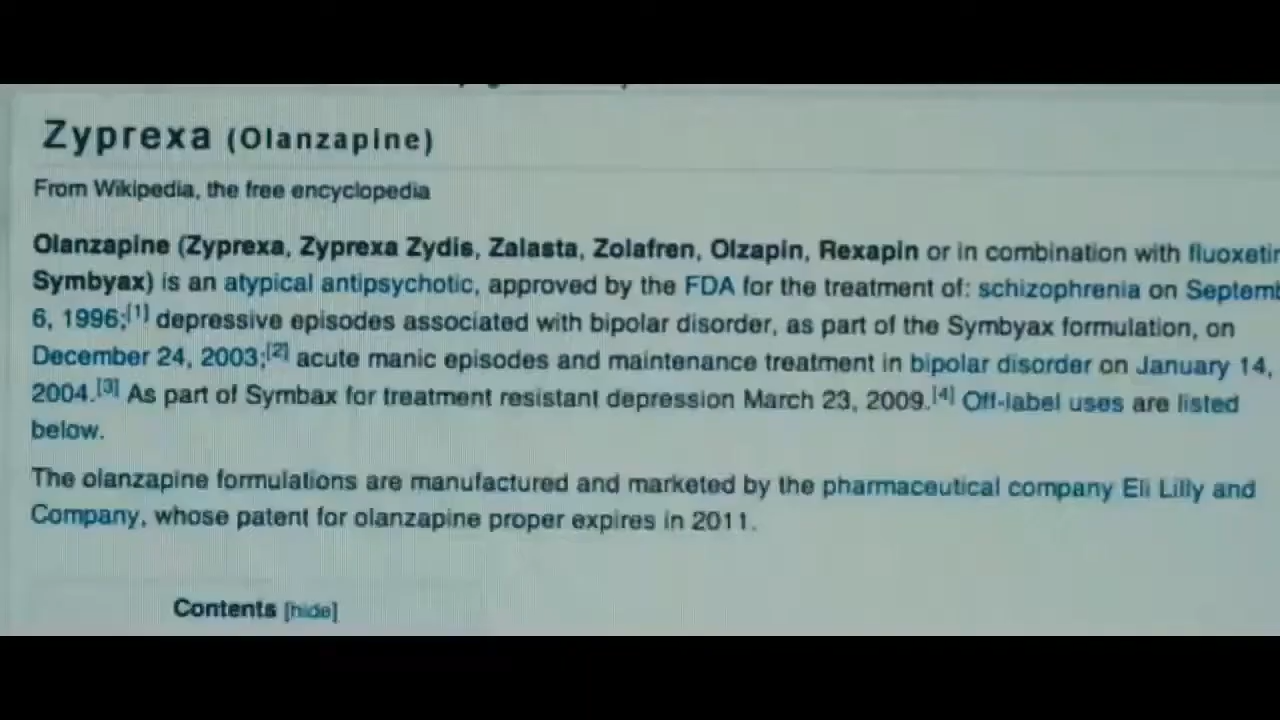 Zyprexa (Olanzapine)
From Wikipedia, the free encyclopedia
Olanzapine (Zyprexa, Zyprexa Zydis, Zalasta, Zolafren, Olzapin, Rexapin or in combination with fluoxetin
Symbyax) is an atypical antipsychotic, approved by the FDA for the treatment of: schizophrenia on Septemb
6, 1996;[1] depressive episodes associated with bipolar disorder, as part of the Symbyax formulation, on
December 24, 2003;[2] acute manic episodes and maintenance treatment in bipolar disorder on January 14,
2004.[3] As part of Symbax for treatment resistant depression March 23, 2009.[4] Off-label uses are listed
below.
The olanzapine formulations are manufactured and marketed by the pharmaceutical company Eli Lilly and
Company, whose patent for olanzapine proper expires in 2011.
Contents [hide]